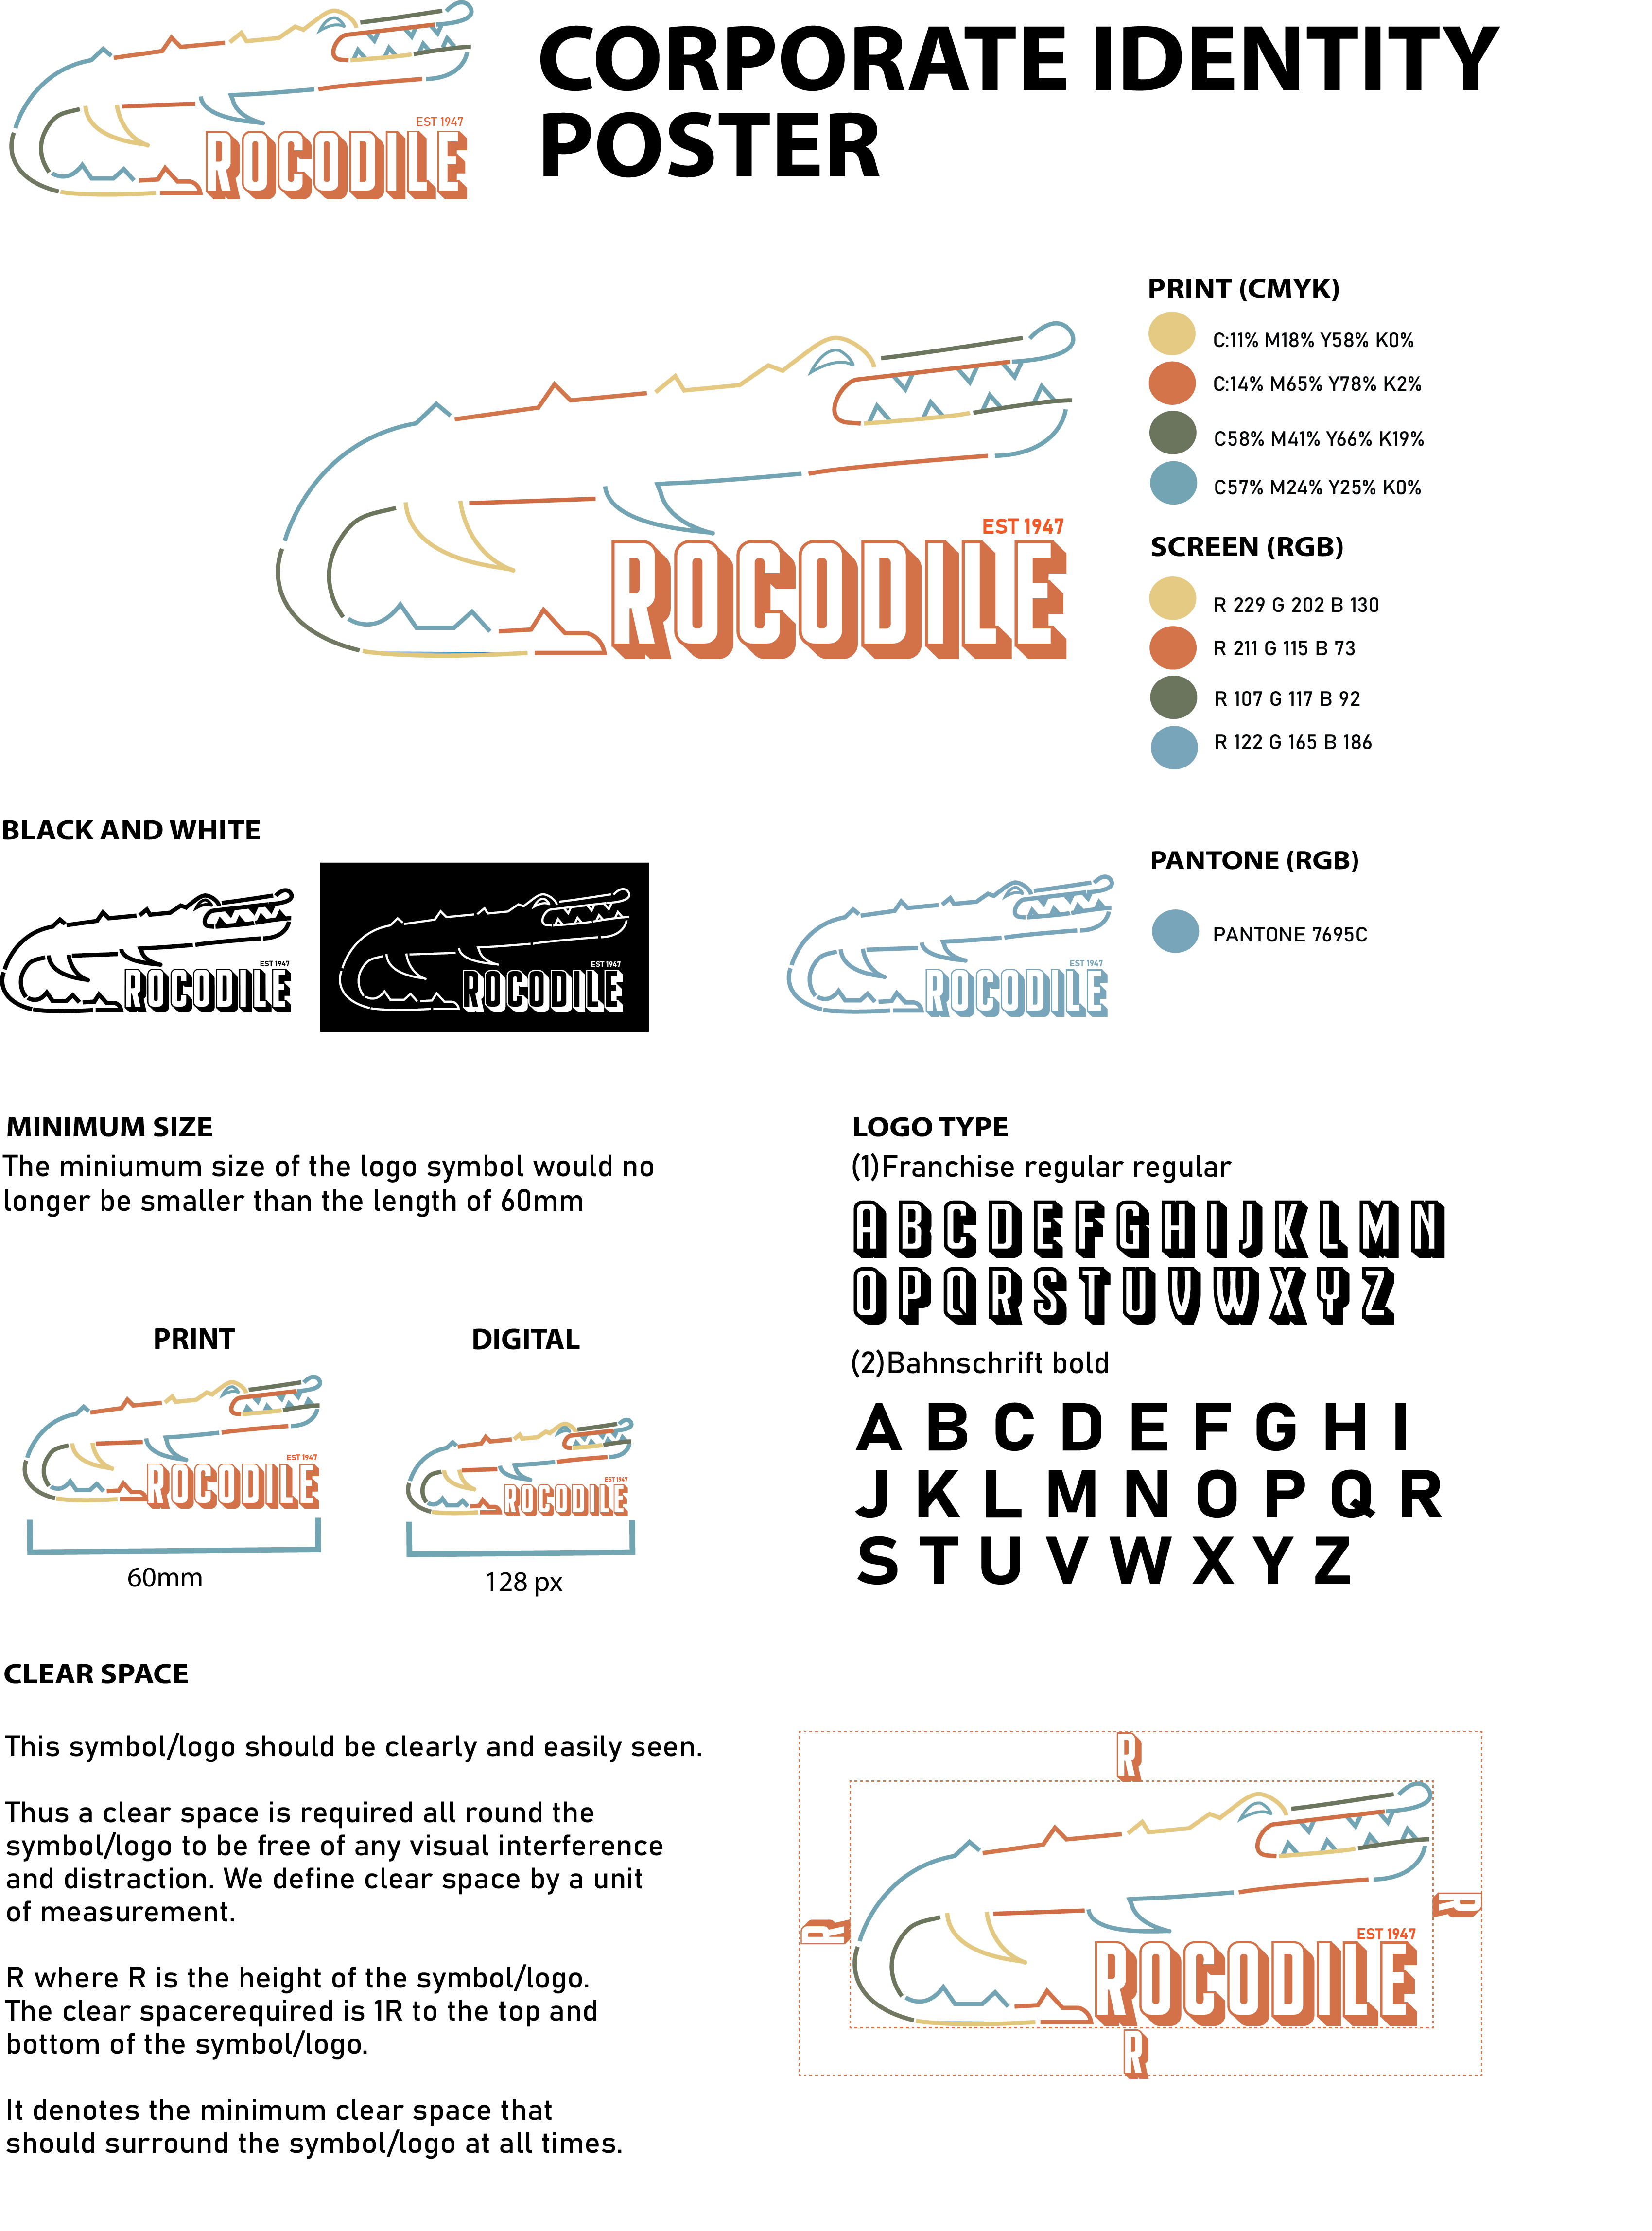 EST 1947
ROCODILE
CORPORATE IDENTITY
POSTER
EST 1947
ROCODILE
PRINT (CMYK)
C:11% M18% Y58% K0%
C:14% M65% Y78% K2%
C58% M41% Y66% K19%
C57% M24% Y25% K0%
SCREEN (RGB)
R 229 G 202 B 130
R 211 G 115 B 73
R 107 G 117 B 92
R 122 G 165 B 186
BLACK AND WHITE
EST 1947
ROCODILE
EST 1947
ROCODILE
EST 1947
ROCODILE
PANTONE (RGB)
PANTONE 7695C
MINIMUM SIZE
The miniumum size of the logo symbol would no
longer be smaller than the length of 60mm
PRINT
EST 1947
ROCODILE
60mm
DIGITAL
EST 1947
ROCODILE
128 px
LOGO TYPE
(1)Franchise regular regular
A B C D E F G H I J K L M N
O P Q R S T U V W X Y Z
(2)Bahnschrift bold
A B C D E F G H I
J K L M N O P Q R
S T U V W X Y Z
CLEAR SPACE
This symbol/logo should be clearly and easily seen.
Thus a clear space is required all round the
symbol/logo to be free of any visual interference
and distraction. We define clear space by a unit
of measurement.
R where R is the height of the symbol/logo.
The clear spacerequired is 1R to the top and
bottom of the symbol/logo.
It denotes the minimum clear space that
should surround the symbol/logo at all times.
R
R
R
EST 1947
ROCODILE
R